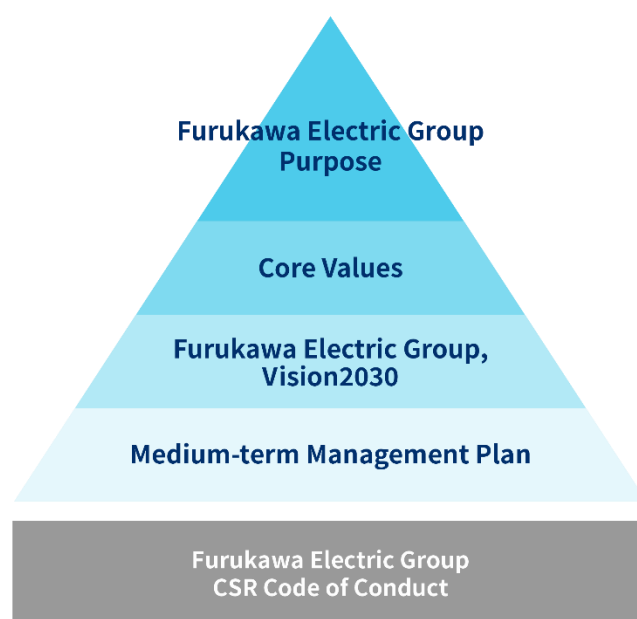 Furukawa Electric Group
Purpose
Core Values
Furukawa Electric Group,
Vision2030
Medium-term Management Plan
Furukawa Electric Group
CSR Code of Conduct